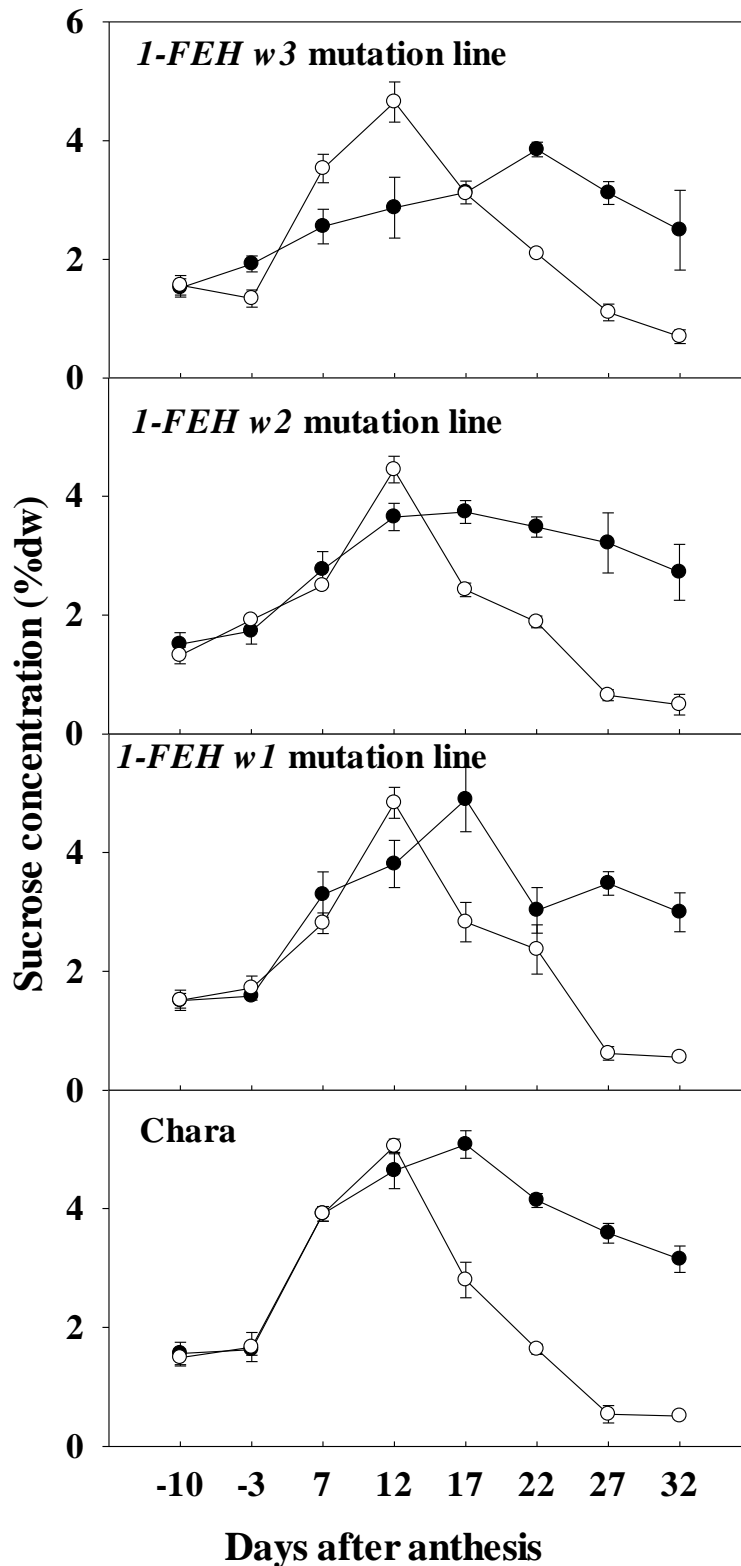 6
1-FEH w3 mutation line
4
2
0
1-FEH w2 mutation line
4
2
0
1-FEH w1 mutation line
4
2
0
Chara
4
2
0
Sucrose concentration (%dw)
-10 -3 7 12 17 22 27 32
Days after anthesis